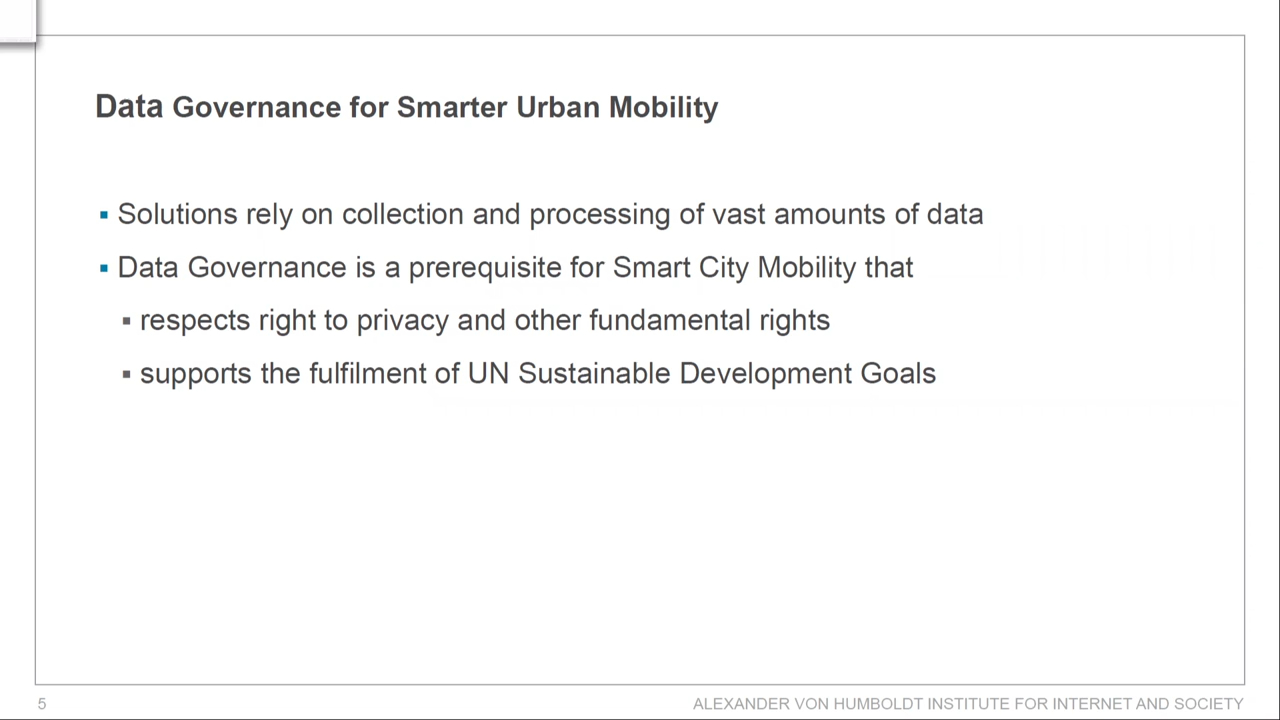 Data Governance for Smarter Urban Mobility
▪ Solutions rely on collection and processing of vast amounts of data
▪ Data Governance is a prerequisite for Smart City Mobility that
▪ respects right to privacy and other fundamental rights
▪ supports the fulfilment of UN Sustainable Development Goals
5
ALEXANDER VON HUMBOLDT INSTITUTE FOR INTERNET AND SOCIETY